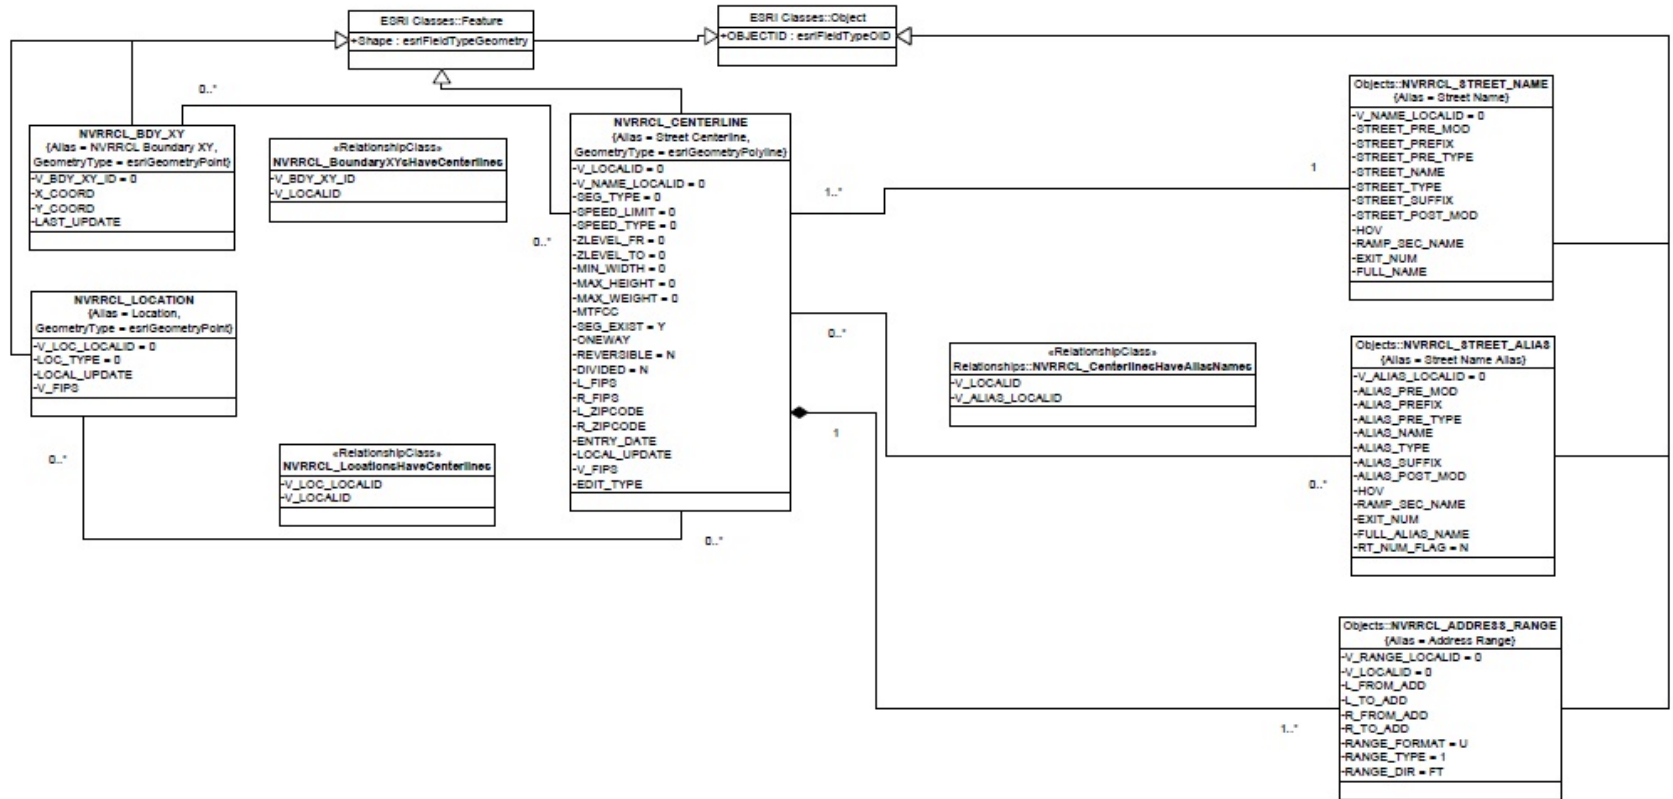 ESRI Classes::Feature
+Shape : esriFieldTypeGeometry
ESRI Classes::Object
+OBJECTID : esriFieldTypeOID
0..*
NVRRCL_BDY_XY
{Alias = NVRRCL Boundary XY,
GeometryType = esriGeometryPoint}
-V_BDY_XY_ID = 0
-X_COORD
-Y_COORD
-LAST_UPDATE
«RelationshipClass»
NVRRCL_BoundaryXYsHaveCenterlines
-V_BDY_XY_ID
-V_LOCALID
0..*
NVRRCL_LOCATION
{Alias = Location,
GeometryType = esriGeometryPoint}
-V_LOC_LOCALID = 0
-LOC_TYPE = 0
-LOCAL_UPDATE
-V_FIPS
0..*
«RelationshipClass»
NVRRCL_LocationsHaveCenterlines
-V_LOC_LOCALID
-V_LOCALID
0..*
NVRRCL_CENTERLINE
{Alias = Street Centerline,
GeometryType = esriGeometryPolyline}
-V_LOCALID = 0
-V_NAME_LOCALID = 0
-SEG_TYPE = 0
-SPEED_LIMIT = 0
-SPEED_TYPE = 0
-ZLEVEL_FR = 0
-ZLEVEL_TO = 0
-MIN_WIDTH = 0
-MAX_HEIGHT = 0
-MAX_WEIGHT = 0
-MTFCC
-SEG_EXIST = Y
-ONEWAY
-REVERSIBLE = N
-DIVIDED = N
-L_FIPS
-R_FIPS
-L_ZIPCODE
-R_ZIPCODE
-ENTRY_DATE
-LOCAL_UPDATE
-V_FIPS
-EDIT_TYPE
1..*
1
0..*
0..*
1
1..*
«RelationshipClass»
Relationships::NVRRCL_CenterlinesHaveAliasNames
-V_LOCALID
-V_ALIAS_LOCALID
Objects::NVRRCL_STREET_NAME
{Alias = Street Name}
-V_NAME_LOCALID = 0
-STREET_PRE_MOD
-STREET_PREFIX
-STREET_PRE_TYPE
-STREET_NAME
-STREET_TYPE
-STREET_SUFFIX
-STREET_POST_MOD
-HOV
-RAMP_SEC_NAME
-EXIT_NUM
-FULL_NAME
Objects::NVRRCL_STREET_ALIAS
{Alias = Street Name Alias}
-V_ALIAS_LOCALID = 0
-ALIAS_PRE_MOD
-ALIAS_PREFIX
-ALIAS_PRE_TYPE
-ALIAS_NAME
-ALIAS_TYPE
-ALIAS_SUFFIX
-ALIAS_POST_MOD
-HOV
-RAMP_SEC_NAME
-EXIT_NUM
-FULL_ALIAS_NAME
-RT_NUM_FLAG = N
Objects::NVRRCL_ADDRESS_RANGE
{Alias = Address Range}
-V_RANGE_LOCALID = 0
-V_LOCALID = 0
-L_FROM_ADD
-L_TO_ADD
-R_FROM_ADD
-R_TO_ADD
-RANGE_FORMAT = U
-RANGE_TYPE = 1
-RANGE_DIR = FT